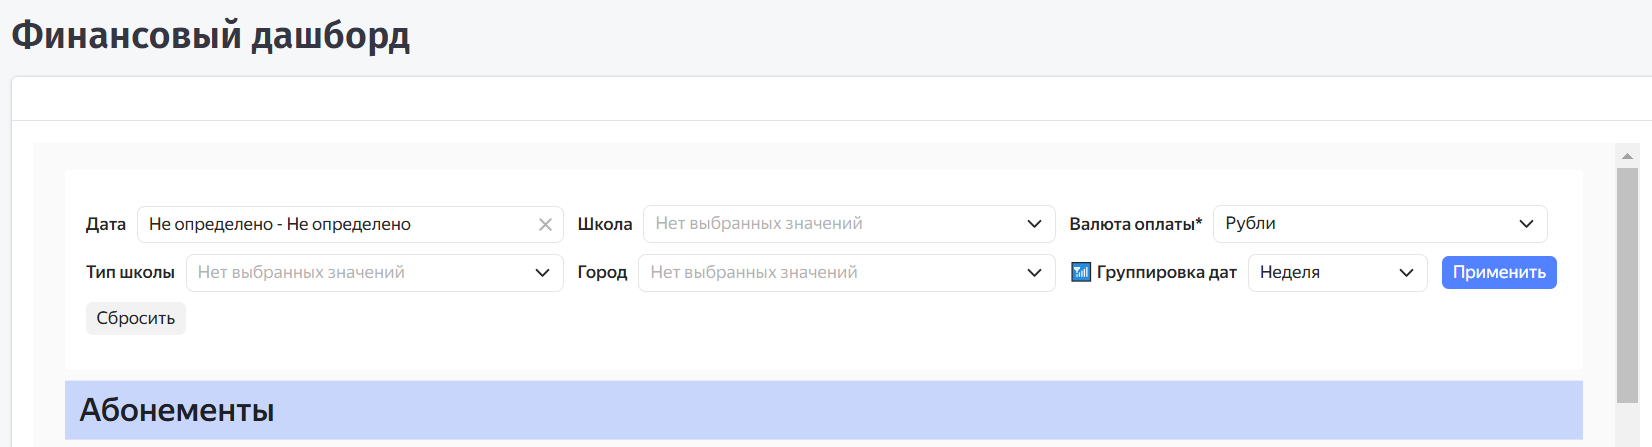 Финансовый дашборд
Дата Не определено - Не определено Школа Нет выбранных значений Валюта оплаты* Рубли
Тип школы Нет выбранных значений Город Нет выбранных значений 📶 Группировка дат Неделя Применить
Сбросить
Абонементы